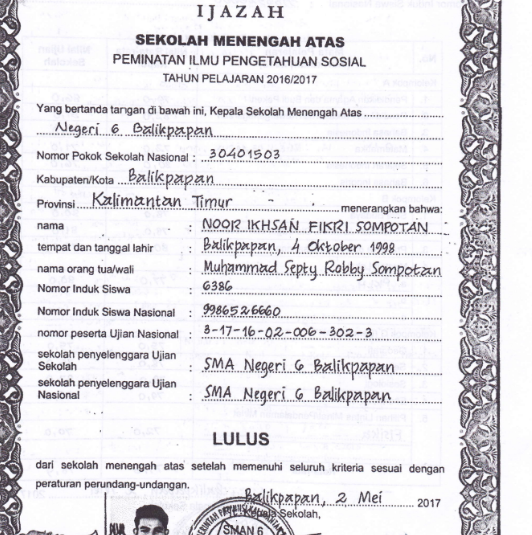 IJAZAH
SEKOLAH MENENGAH ATAS
PEMINATAN ILMU PENGETAHUAN SOSIAL
TAHUN PELAJARAN 2016/2017
Yang bertanda tangan di bawah ini, Kepala Sekolah Menengah Atas
Negeri 6 Balikpapan
Nomor Pokok Sekolah Nasional : 30401503
Kabupaten/Kota Balikpapan
Provinsi Kalimantan Timur menerangkan bahwa:
nama : NOOR IKHSAN FIKRI SOMPOTAN
tempat dan tanggal lahir : Balikpapan, 4 Oktober 1998
nama orang tua/wali : Muhammad Septy Robby Sompotan
Nomor Induk Siswa : 6386
Nomor Induk Siswa Nasional : 9986526660
nomor peserta Ujian Nasional : 3-17-16-02-006-302-3
sekolah penyelenggara Ujian
Sekolah : SMA Negeri 6 Balikpapan
sekolah penyelenggara Ujian
Nasional : SMA Negeri 6 Balikpapan
LULUS
dari sekolah menengah atas setelah memenuhi seluruh kriteria sesuai dengan
peraturan perundang-undangan.
Balikpapan, 2 Mei 2017
Kepala Sekolah,
SMAN 6